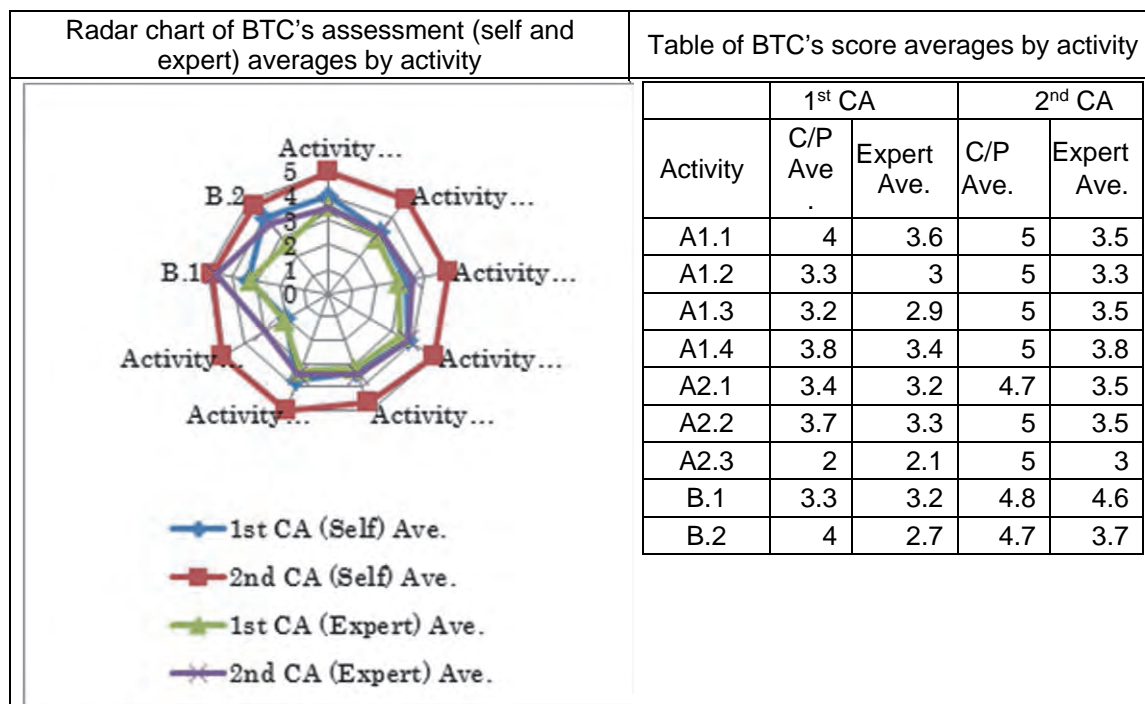 Radar chart of BTC's assessment (self and
expert) averages by activity
Table of BTC's score averages by activity
Activity...
5
4
3
2
1
0
Activity...
Activity...
Activity...
Activity...
Activity...
Activity...
B.1
B.2
1st CA (Self) Ave.
2nd CA (Self) Ave.
1st CA (Expert) Ave.
2nd CA (Expert) Ave.
1st CA 2nd CA
Activity C/P Ave . Expert Ave. C/P Ave. Expert Ave.
A1.1 4 3.6 5 3.5
A1.2 3.3 3 5 3.3
A1.3 3.2 2.9 5 3.5
A1.4 3.8 3.4 5 3.8
A2.1 3.4 3.2 4.7 3.5
A2.2 3.7 3.3 5 3.5
A2.3 2 2.1 5 3
B.1 3.3 3.2 4.8 4.6
B.2 4 2.7 4.7 3.7